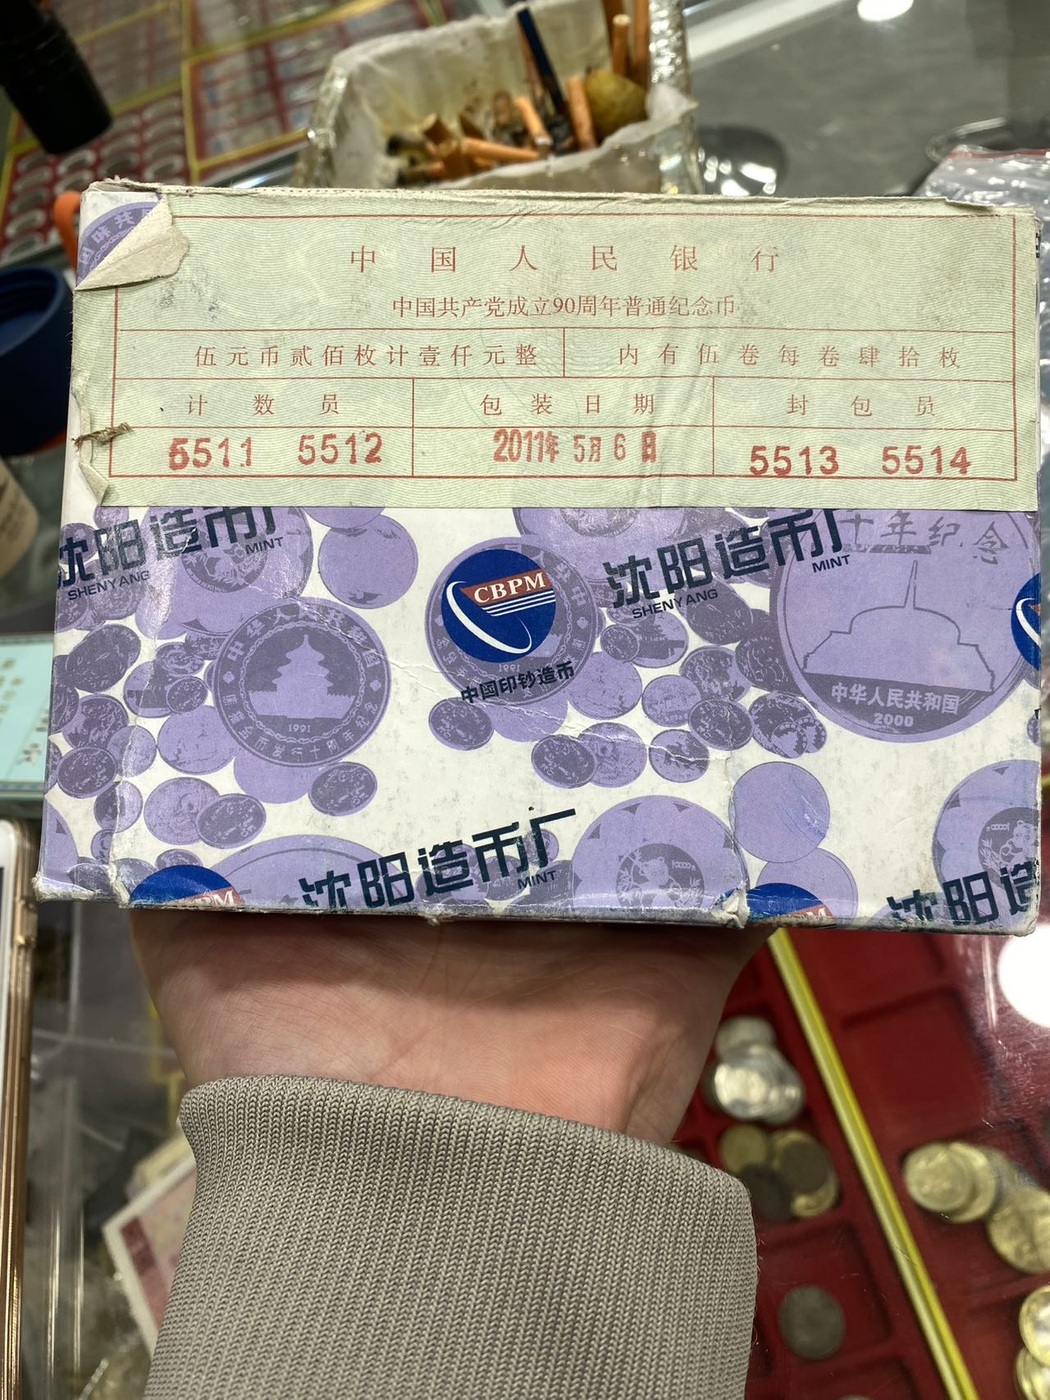 中国人民银行
中国共产党成立90周年普通纪念币
伍元币贰佰枚计壹仟元整 内有伍卷每卷肆拾枚
计数员 包装日期 封包员
5511 5512 2011年5月6日 5513 5514
沈阳造币厂
SHENYANG MINT
CBPM
中国印钞造币
沈阳造币厂
SHENYANG MINT
十年纪念
1991
中华人民共和国
2000
沈阳造币厂
MINT
沈阳造